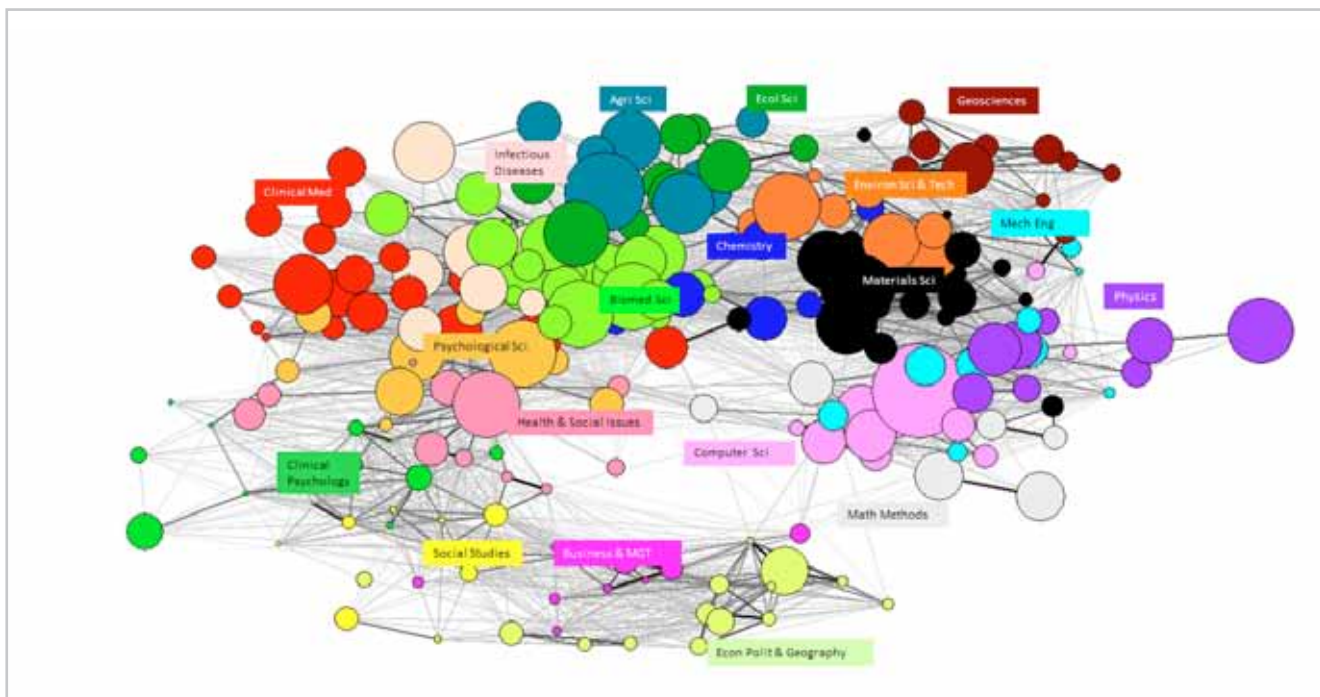 Agri Sci
Ecol Sci
Geosciences
Infectious
Diseases
Clinical Med
Environ Sci & Tech
Mech Eng
Chemistry
Materials Sci
Biomed Sci
Physics
Psychological Sci
Health & Social Issues
Computer Sci
Clinical
Psychology
Math Methods
Social Studies
Business & MGT
Econ Polit & Geography